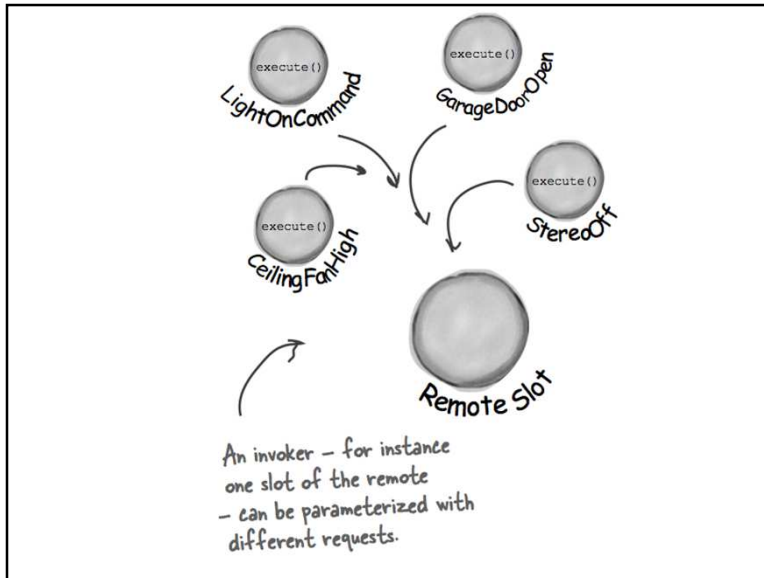 execute()
LightOnCommand
execute()
GarageDoorOpen
execute()
CeilingFanHigh
execute()
StereoOff
Remote Slot
An invoker – for instance
one slot of the remote
– can be parameterized with
different requests.